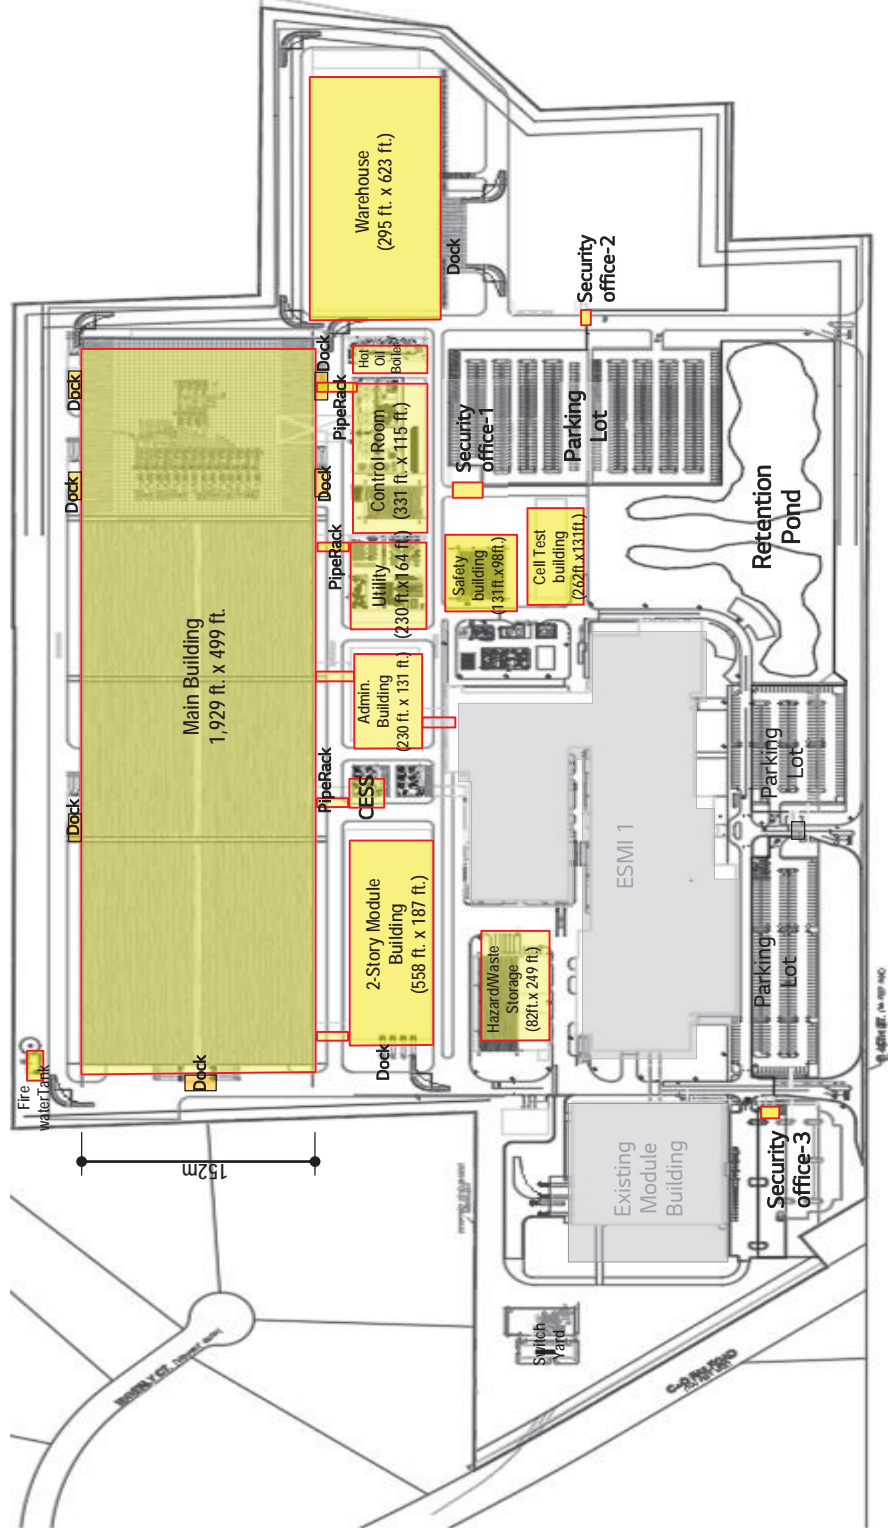 Warehouse
(295 ft. x 623 ft.)
Dock
Security
office-2
Dock
Dock
Dock
Dock
Hot
Oil
Boiler
PipeRack
Control Room
(331 ft. x 115 ft.)
Security
office-1
Parking
Lot
Retention
Pond
Main Building
1,929 ft. x 499 ft.
PipeRack
Utility
(230 ft.x164 ft.)
Safety
building
(131ft.x98ft.)
Cell Test
building
(262ft.x131ft.)
Admin.
Building
(230 ft. x 131 ft.)
Dock
PipeRack
CESS
ESMI 1
Parking
Lot
2-Story Module
Building
(558 ft. x 187 ft.)
Dock
Hazard/Waste
Storage
(82ft.x 249 ft.)
Parking
Lot
Fire
waterTank
Dock
152m
Existing
Module
Building
Security
office-3
Switch
Yard
C-O RAILROAD